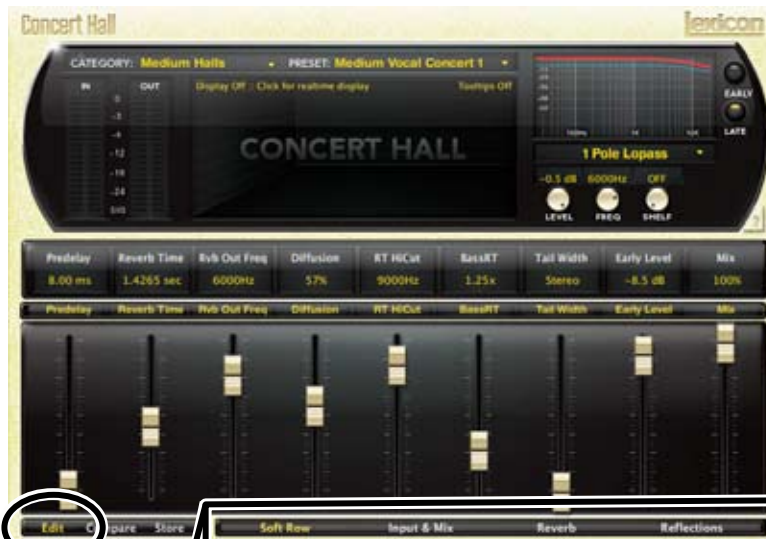 Concert Hall
lexicon
CATEGORY: Medium Halls
PRESET: Medium Vocal Concert 1
IN OUT
Display Off : Click for realtime display
Tooltips Off
EARLY
LATE
CONCERT HALL
1 Pole Lopass
-0.5 dB 6000Hz OFF
LEVEL FREQ SHELF
?
Predelay Reverb Time Rvb Out Freq Diffusion RT HiCut BassRT Tail Width Early Level Mix
8.00 ms 1.4265 sec 6000Hz 57% 9000Hz 1.25x Stereo -8.5 dB 100%
Predelay Reverb Time Rvb Out Freq Diffusion RT HiCut BassRT Tail Width Early Level Mix
Edit Compare Store Soft Row Input & Mix Reverb Reflections